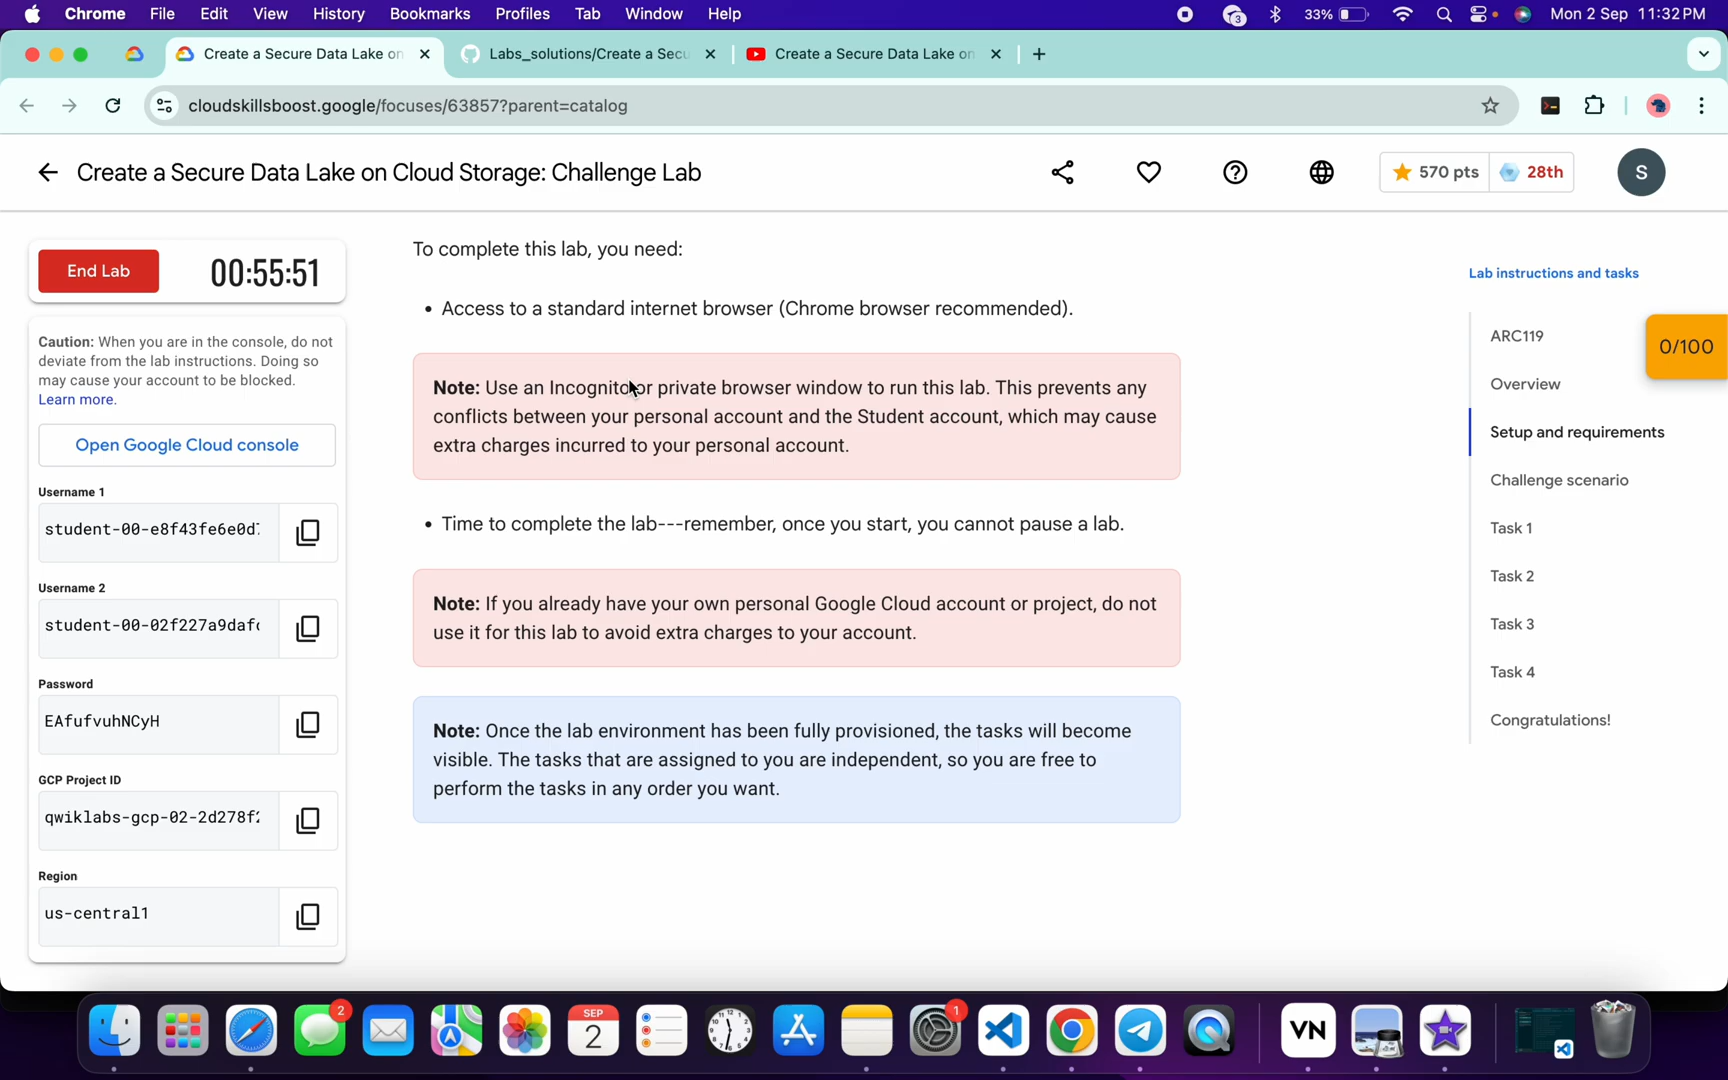 Chrome File Edit View History Bookmarks Profiles Tab Window Help
3 33% Mon 2 Sep 11:32 PM
Create a Secure Data Lake on
Labs_solutions/Create a Secu
Create a Secure Data Lake on
cloudskillsboost.google/focuses/63857?parent=catalog
Create a Secure Data Lake on Cloud Storage: Challenge Lab
570 pts
28th
S
End Lab
00:55:51
Caution: When you are in the console, do not
deviate from the lab instructions. Doing so
may cause your account to be blocked.
Learn more.
Open Google Cloud console
Username 1
student-00-e8f43fe6e0d
Username 2
student-00-02f227a9daf
Password
EAfufvuhNCyH
GCP Project ID
qwiklabs-gcp-02-2d278f
Region
us-central1
To complete this lab, you need:
• Access to a standard internet browser (Chrome browser recommended).
Note: Use an Incognito or private browser window to run this lab. This prevents any
conflicts between your personal account and the Student account, which may cause
extra charges incurred to your personal account.
• Time to complete the lab---remember, once you start, you cannot pause a lab.
Note: If you already have your own personal Google Cloud account or project, do not
use it for this lab to avoid extra charges to your account.
Note: Once the lab environment has been fully provisioned, the tasks will become
visible. The tasks that are assigned to you are independent, so you are free to
perform the tasks in any order you want.
Lab instructions and tasks
ARC119
Overview
Setup and requirements
Challenge scenario
Task 1
Task 2
Task 3
Task 4
Congratulations!
0/100
2
SEP
2
1
VN